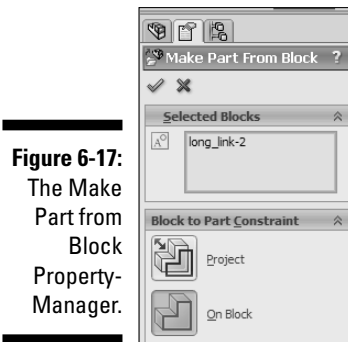 Make Part From Block ?
Selected Blocks
long_link-2
Block to Part Constraint
Project
On Block
Figure 6-17:
The Make
Part from
Block
Property-
Manager.